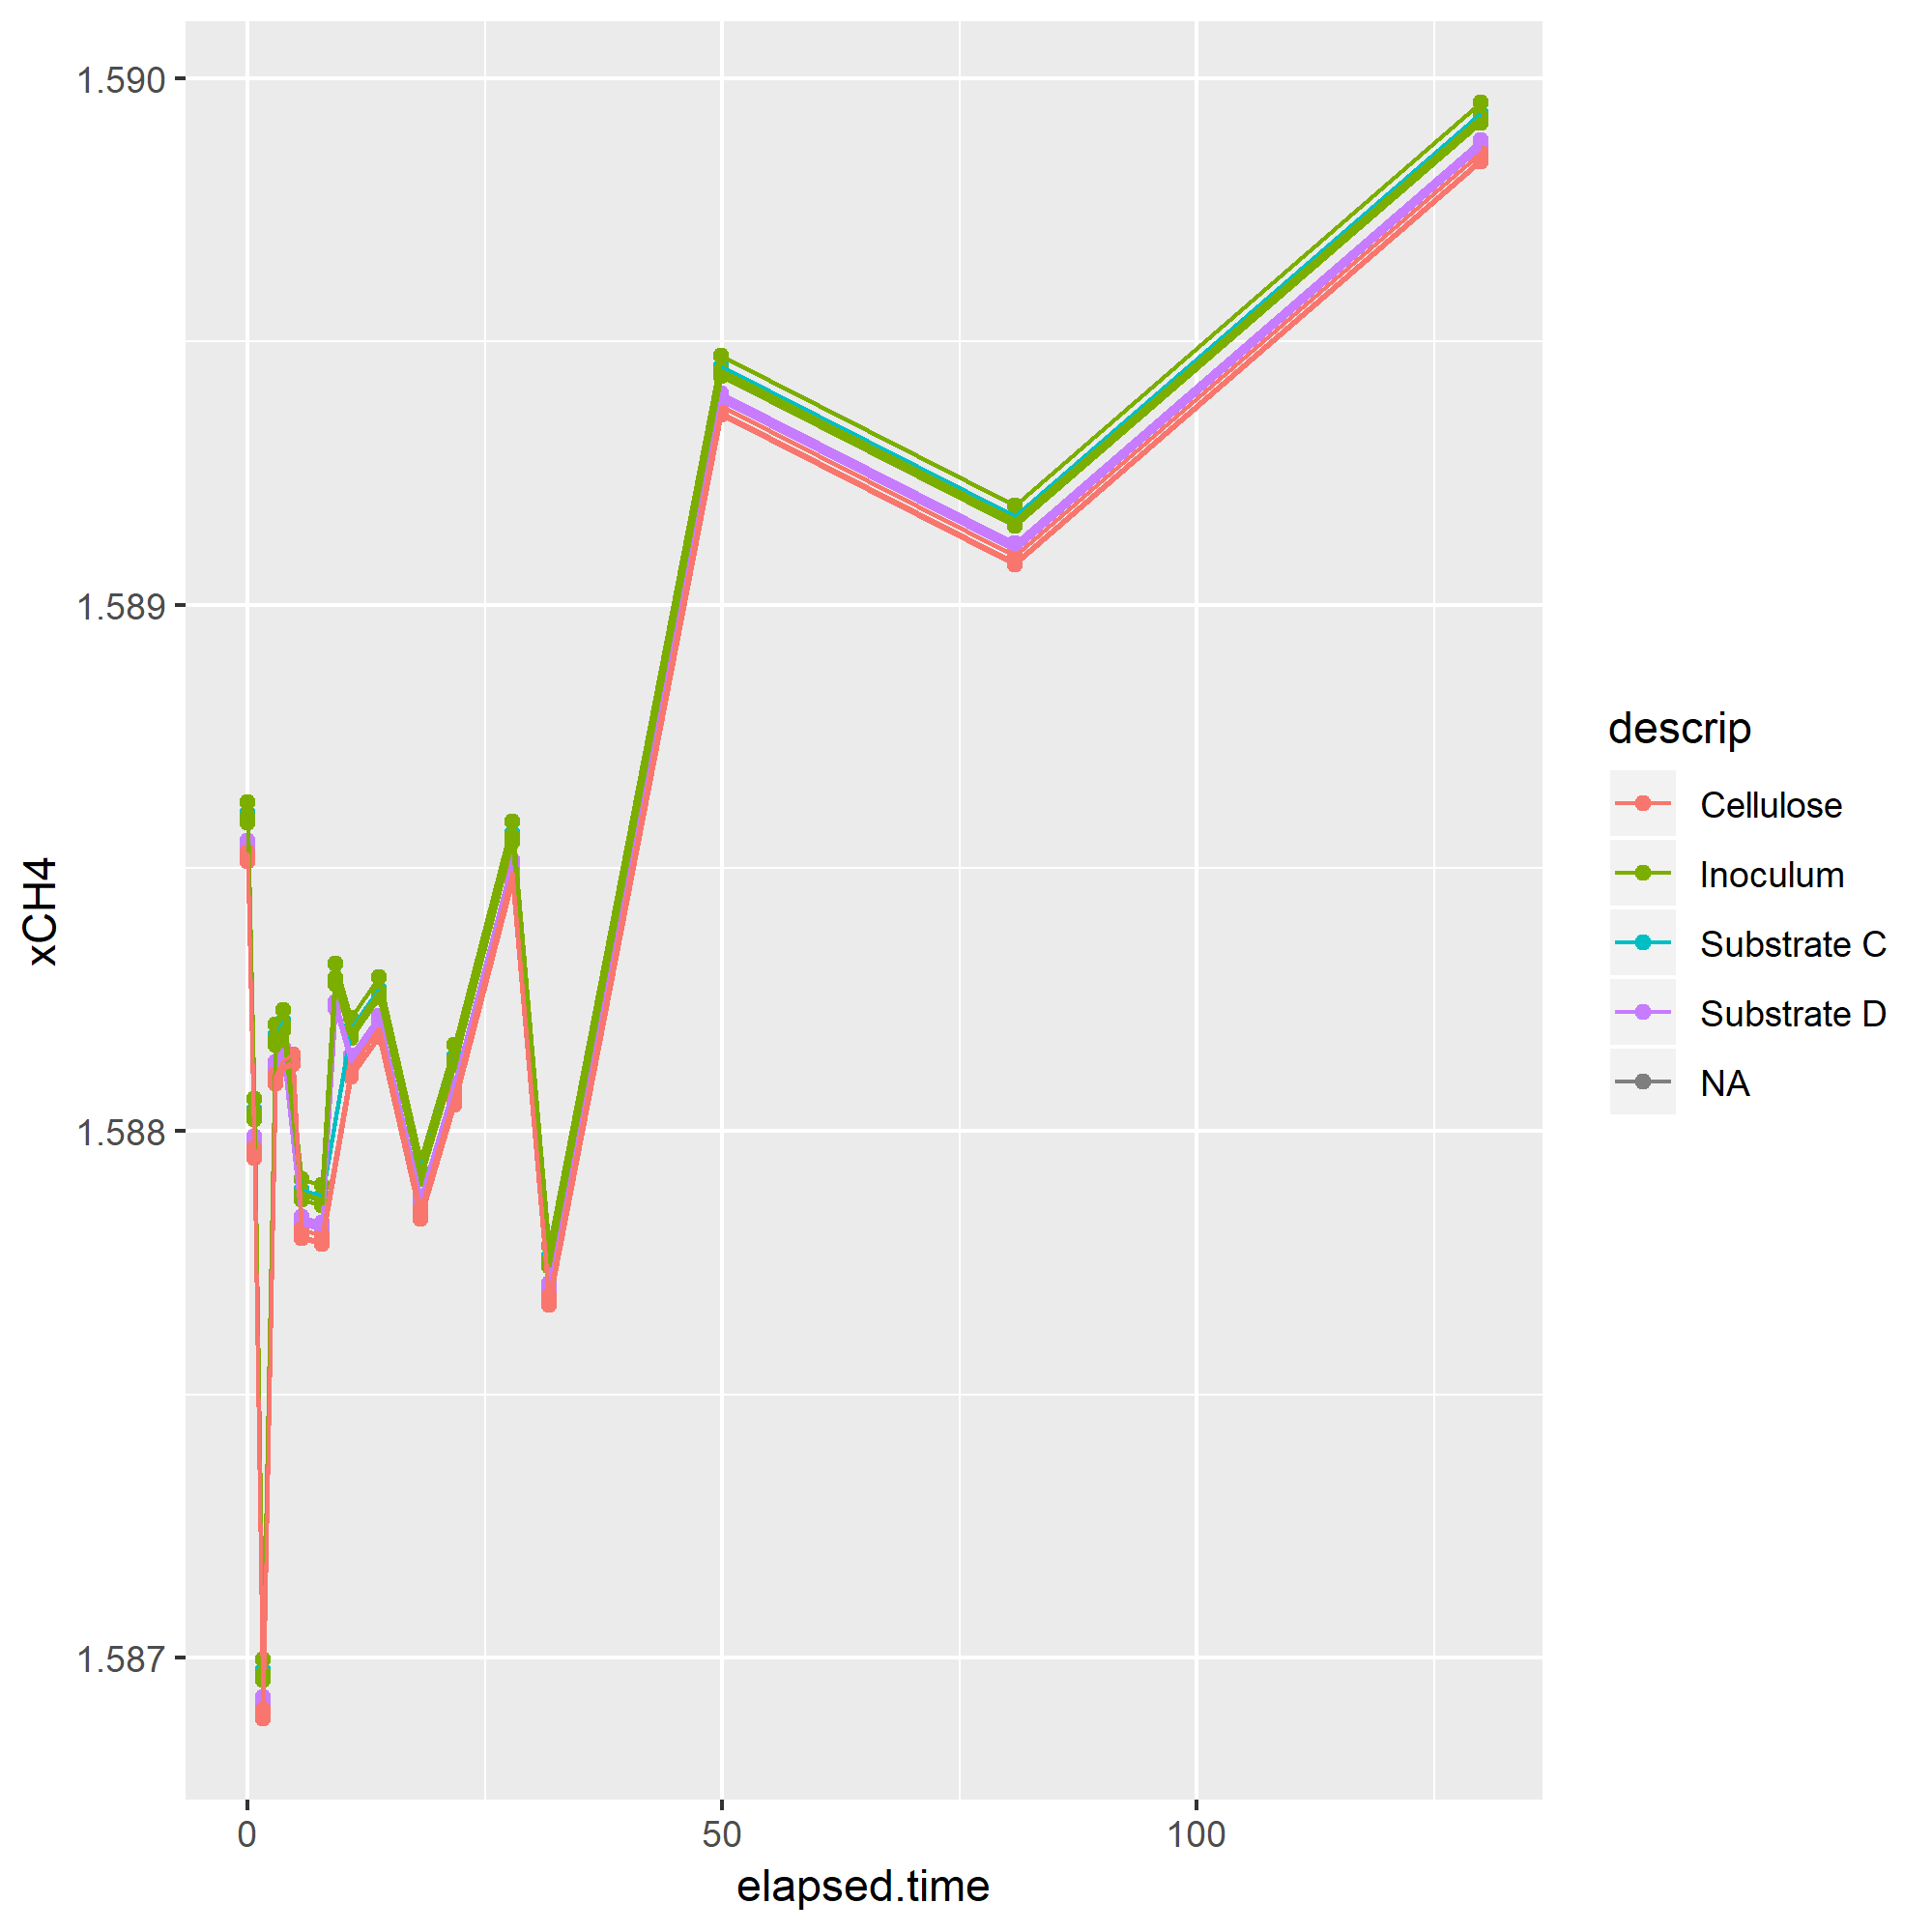 1.590
1.589
1.588
1.587
xCH4
0 50 100
elapsed.time
descrip
Cellulose
Inoculum
Substrate C
Substrate D
NA